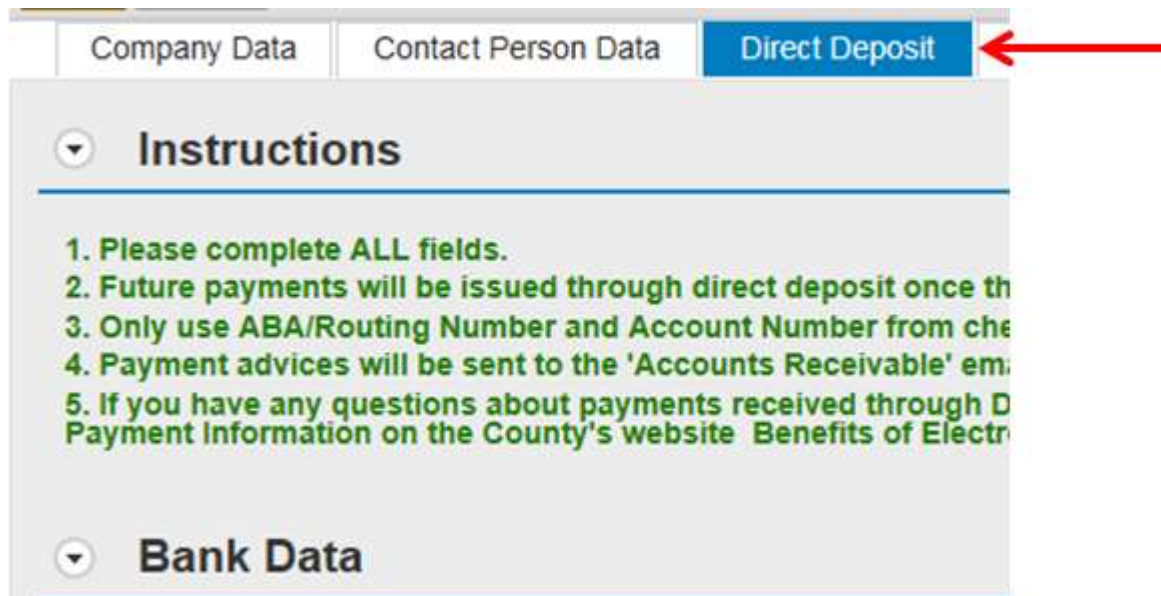 Company Data Contact Person Data Direct Deposit
Instructions
1. Please complete ALL fields.
2. Future payments will be issued through direct deposit once th
3. Only use ABA/Routing Number and Account Number from che
4. Payment advices will be sent to the 'Accounts Receivable' ema
5. If you have any questions about payments received through D
Payment Information on the County's website Benefits of Electr
Bank Data